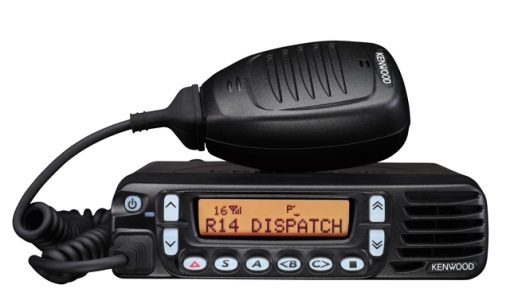 KENWOOD
16 P'
R14 DISPATCH
S A <B C>
KENWOOD